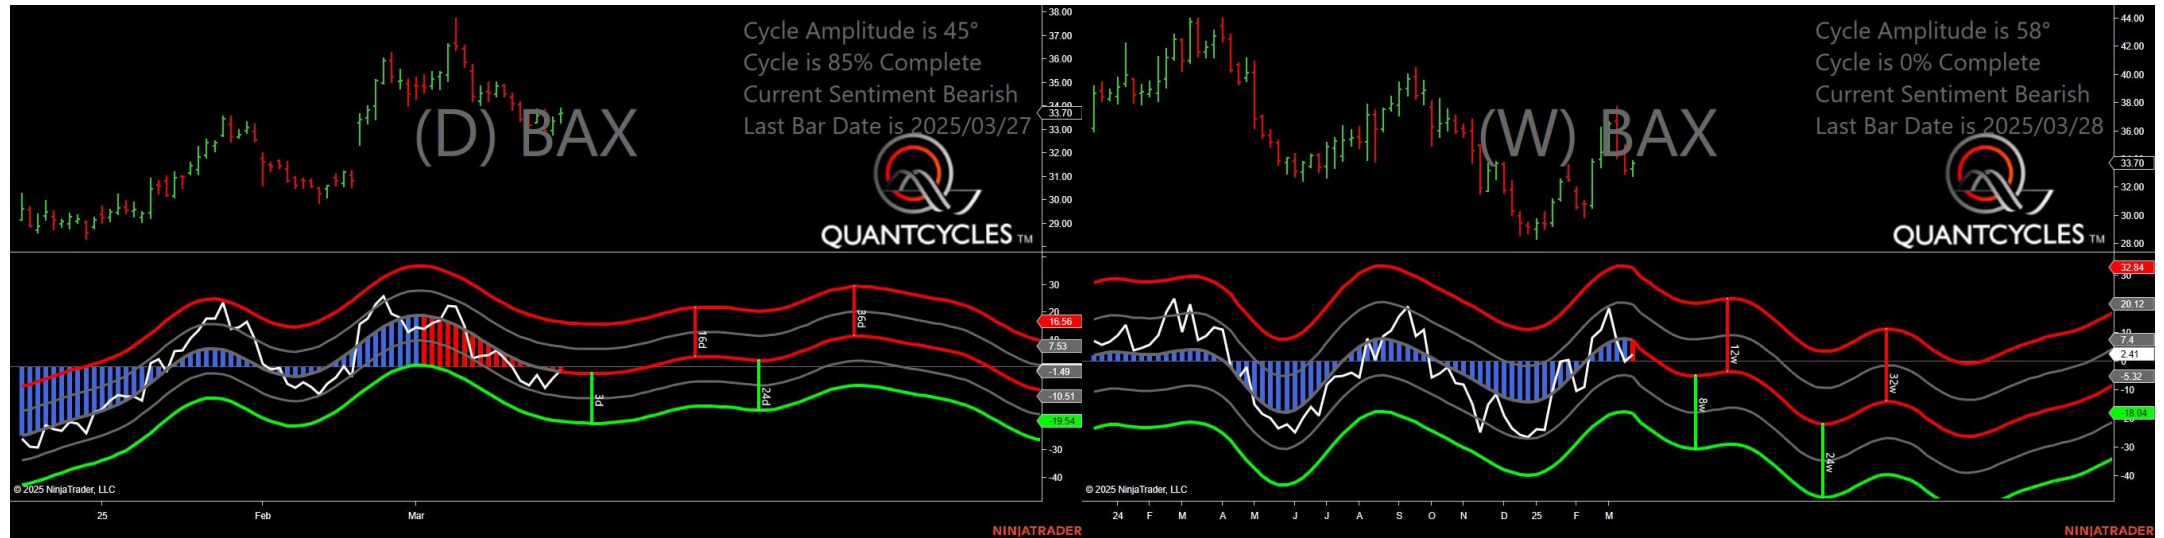 Cycle Amplitude is 45°
Cycle is 85% Complete
Current Sentiment Bearish
Last Bar Date is 2025/03/27
(D) BAX
QUANTCYCLES TM
38.00
37.00
36.00
35.00
34.00
33.70
33.00
32.00
31.00
30.00
29.00
30
20
16.56
7.53
-1.49
-10.51
-19.54
-30
-40
3d
16d
24d
36d
© 2025 NinjaTrader, LLC
25 Feb Mar
NINJATRADER
Cycle Amplitude is 58°
Cycle is 0% Complete
Current Sentiment Bearish
Last Bar Date is 2025/03/28
(W) BAX
QUANTCYCLES TM
44.00
42.00
40.00
38.00
36.00
33.70
32.00
30.00
28.00
32.84
30
20.12
10
7.4
2.41
-5.32
-10
-18.04
-30
-40
8w
12w
24w
32w
© 2025 NinjaTrader, LLC
24 F M A M J J A S O N D 25 F M
NINJATRADER